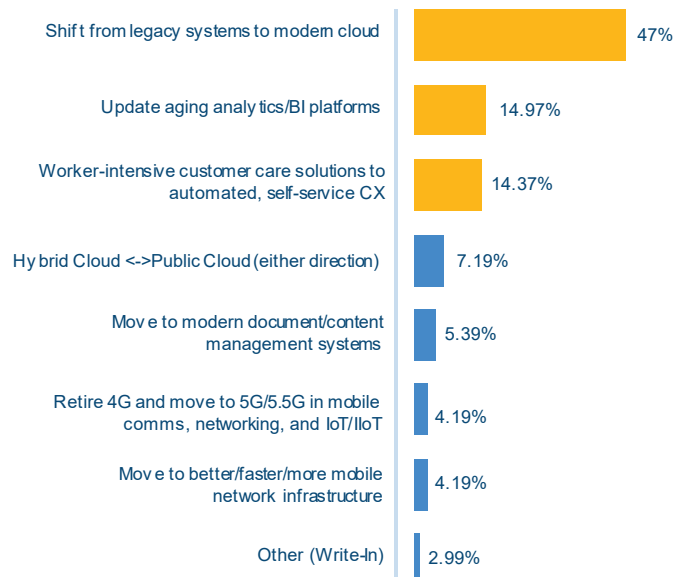 Shift from legacy systems to modern cloud
47%
Update aging analytics/BI platforms
14.97%
Worker-intensive customer care solutions to
automated, self-service CX
14.37%
Hybrid Cloud <->Public Cloud (either direction)
7.19%
Move to modern document/content
management systems
5.39%
Retire 4G and move to 5G/5.5G in mobile
comms, networking, and IoT/IIoT
4.19%
Move to better/faster/more mobile
network infrastructure
4.19%
Other (Write-In)
2.99%